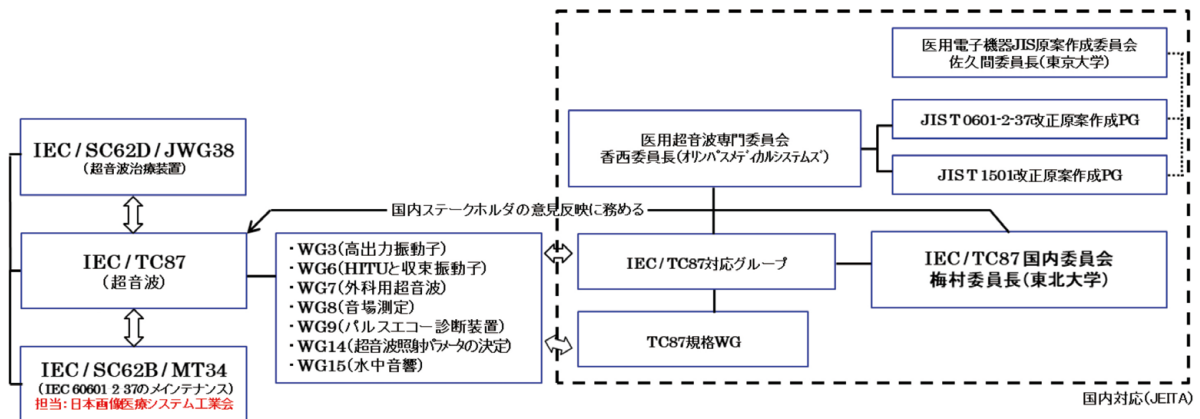 医用電子機器JIS原案作成委員会
佐久間委員長(東京大学)
医用超音波専門委員会
香西委員長(オリンパスメディカルシステムズ)
JIS T 0601-2-37改正原案作成PG
JIS T 1501改正原案作成PG
IEC/SC62D/JWG38
(超音波治療装置)
国内ステークホルダの意見反映に務める
IEC/TC87
(超音波)
・WG3(高出力振動子)
・WG6(HITUと収束振動子)
・WG7(外科用超音波)
・WG8(音場測定)
・WG9(パルスエコー診断装置)
・WG14(超音波照射パラメータの決定)
・WG15(水中音響)
IEC/TC87対応グループ
IEC/TC87国内委員会
梅村委員長(東北大学)
TC87規格WG
IEC/SC62B/MT34
(IEC 60601-2-37のメインテナンス)
担当:日本画像医療システム工業会
国内対応(JEITA)